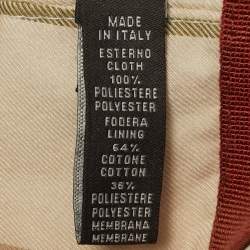 MADE
IN ITALY
ESTERNO
CLOTH
100%
POLIESTERE
POLYESTER
FODERA
LINING
64%
COTONE
COTTON
36%
POLIESTERE
POLYESTER
MEMBRANA
MEMBRANE